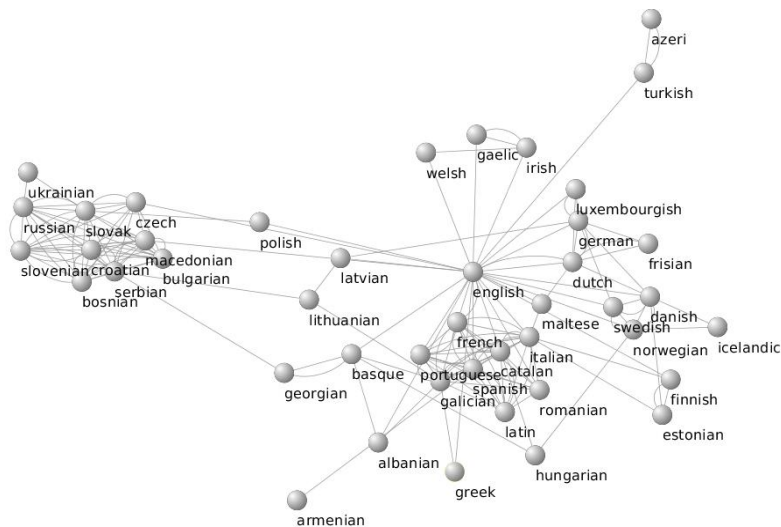 azeri
turkish
gaelic
irish
welsh
ukrainian
luxembourgish
russian
slovak
czech
german
polish
macedonian
frisian
slovenian
croatian
latvian
bulgarian
dutch
bosnian
serbian
english
lithuanian
maltese
danish
swedish
french
italian
norwegian
icelandic
basque
portuguese
catalan
georgian
spanish
galician
romanian
finnish
latin
estonian
albanian
hungarian
greek
armenian